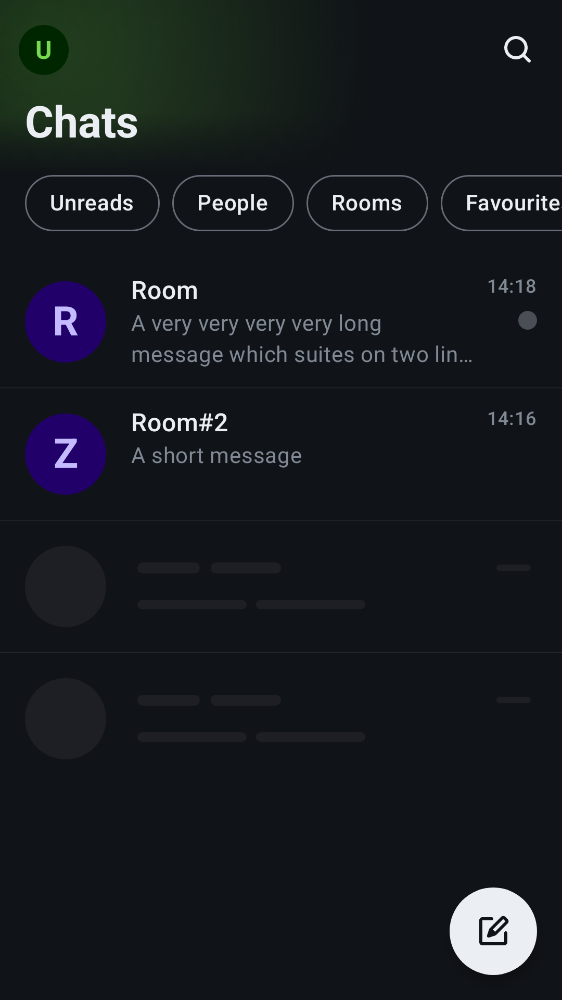 U
Chats
Unreads People Rooms Favourite
Room 14:18
R
A very very very very long
message which suites on two lin…
Room#2 14:16
Z
A short message